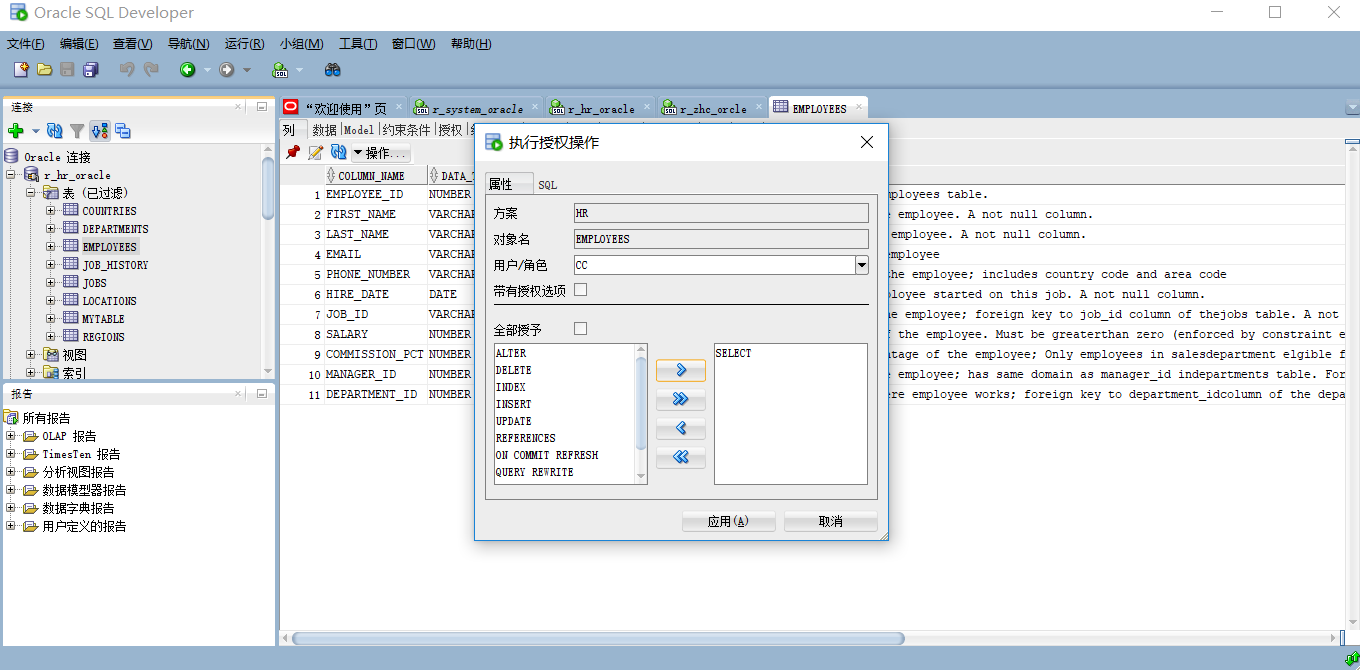 Oracle SQL Developer
文件(F) 编辑(E) 查看(V) 导航(N) 运行(R) 小组(M) 工具(T) 窗口(W) 帮助(H)
连接
Oracle 连接
r_hr_oracle
表 (已过滤)
COUNTRIES
DEPARTMENTS
EMPLOYEES
JOB_HISTORY
JOBS
LOCATIONS
MYTABLE
REGIONS
视图
索引
报告
所有报告
OLAP 报告
TimesTen 报告
分析视图报告
数据模型器报告
数据字典报告
用户定义的报告
“欢迎使用”页 r_system_oracle r_hr_oracle r_zhc_orcle EMPLOYEES
列 数据 Model 约束条件 授权
操作...
COLUMN_NAME DATA_
1 EMPLOYEE_ID NUMBER ployees table.
2 FIRST_NAME VARCHA employee. A not null column.
3 LAST_NAME VARCHA employee. A not null column.
4 EMAIL VARCHA employee
5 PHONE_NUMBER VARCHA he employee; includes country code and area code
6 HIRE_DATE DATE loyee started on this job. A not null column.
7 JOB_ID VARCHA e employee; foreign key to job_id column of thejobs table. A not
8 SALARY NUMBER f the employee. Must be greaterthan zero (enforced by constraint e
9 COMMISSION_PCT NUMBER tage of the employee; Only employees in salesdepartment elgible f
10 MANAGER_ID NUMBER e employee; has same domain as manager_id indepartments table. For
11 DEPARTMENT_ID NUMBER re employee works; foreign key to department_idcolumn of the depa
执行授权操作
属性 SQL
方案 HR
对象名 EMPLOYEES
用户/角色 CC
带有授权选项
全部授予
ALTER
DELETE
INDEX
INSERT
UPDATE
REFERENCES
ON COMMIT REFRESH
QUERY REWRITE
SELECT
应用(A) 取消